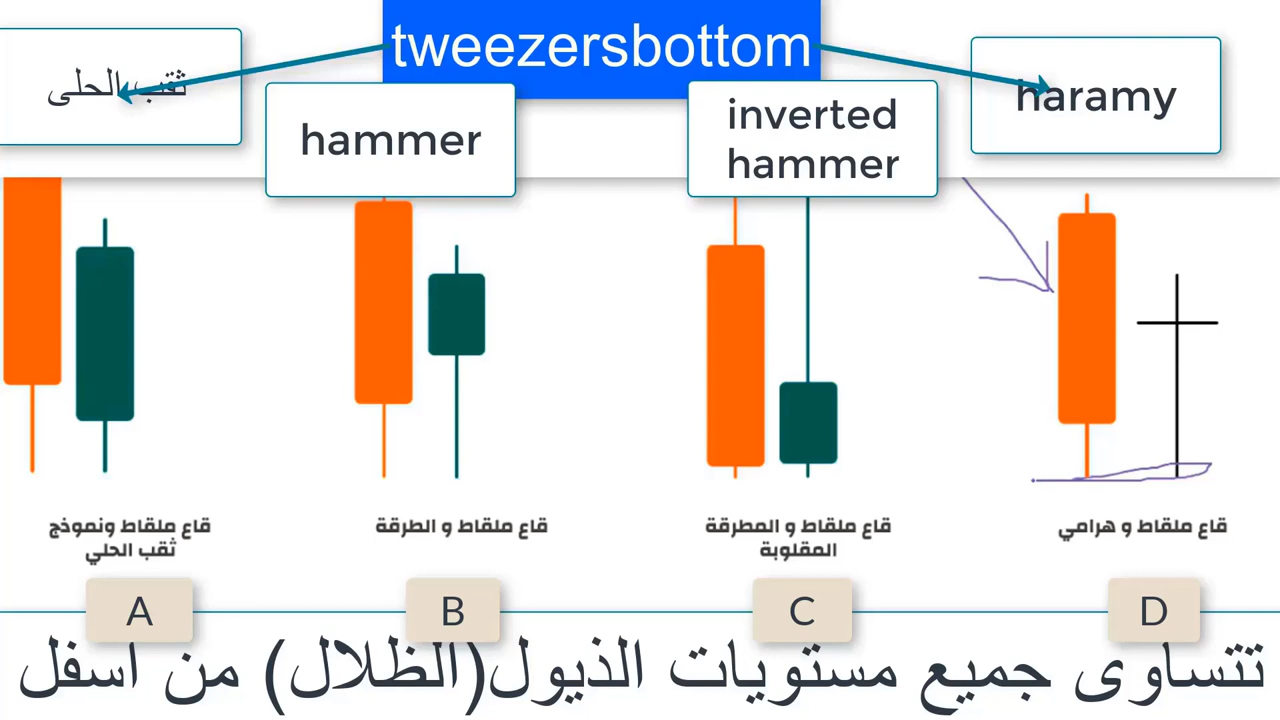 tweezersbottom
ثقب الحلى
hammer
inverted
hammer
haramy
قاع ملقاط ونموذج
ثقب الحلي
قاع ملقاط و الطرقة
قاع ملقاط و المطرقة
المقلوبة
قاع ملقاط و هرامي
A
B
C
D
تتساوى جميع مستويات الذيول(الظلال) من اسفل